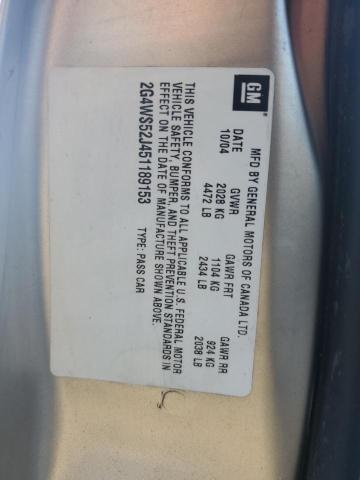 GM
MFD BY GENERAL MOTORS OF CANADA LTD.
DATE GVWR GAWR FRT GAWR RR
10/04 2028 KG 1104 KG 924 KG
4472 LB 2434 LB 2038 LB
THIS VEHICLE CONFORMS TO ALL APPLICABLE U.S. FEDERAL MOTOR
VEHICLE SAFETY, BUMPER, AND THEFT PREVENTION STANDARDS IN
EFFECT ON THE DATE OF MANUFACTURE SHOWN ABOVE.
2G4WS52J451189153 TYPE: PASS CAR